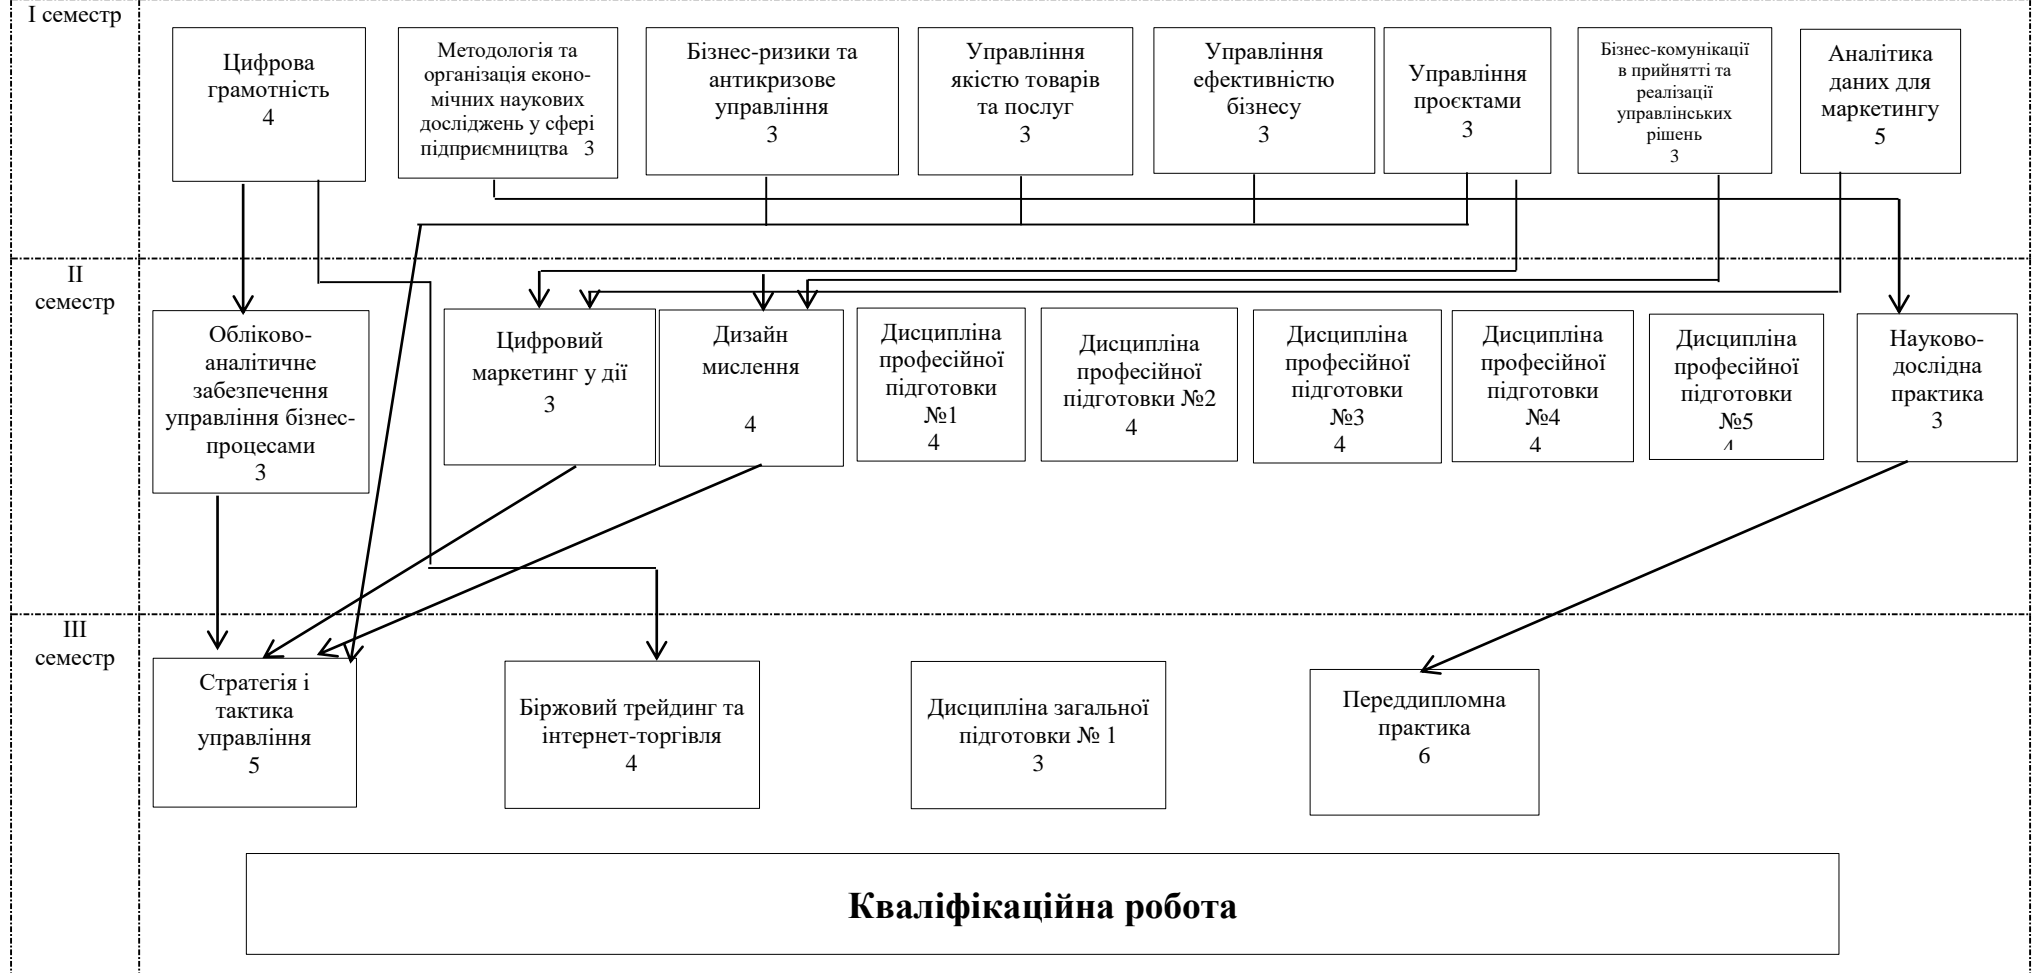 І семестр
Цифрова
грамотність
4
Методологія та
організація еконо-
мічних наукових
досліджень у сфері
підприємництва 3
Бізнес-ризики та
антикризове
управління
3
Управління
якістю товарів
та послуг
3
Управління
ефективністю
бізнесу
3
Управління
проєктами
3
Бізнес-комунікації
в прийнятті та
реалізації
управлінських
рішень
3
Аналітика
даних для
маркетингу
5
ІІ
семестр
Обліково-
аналітичне
забезпечення
управління бізнес-
процесами
3
Цифровий
маркетинг у дії
3
Дизайн
мислення
4
Дисципліна
професійної
підготовки
№1
4
Дисципліна
професійної
підготовки №2
4
Дисципліна
професійної
підготовки
№3
4
Дисципліна
професійної
підготовки
№4
4
Дисципліна
професійної
підготовки
№5
4
Науково-
дослідна
практика
3
ІІІ
семестр
Стратегія і
тактика
управління
5
Біржовий трейдинг та
інтернет-торгівля
4
Дисципліна загальної
підготовки № 1
3
Переддипломна
практика
6
Кваліфікаційна робота